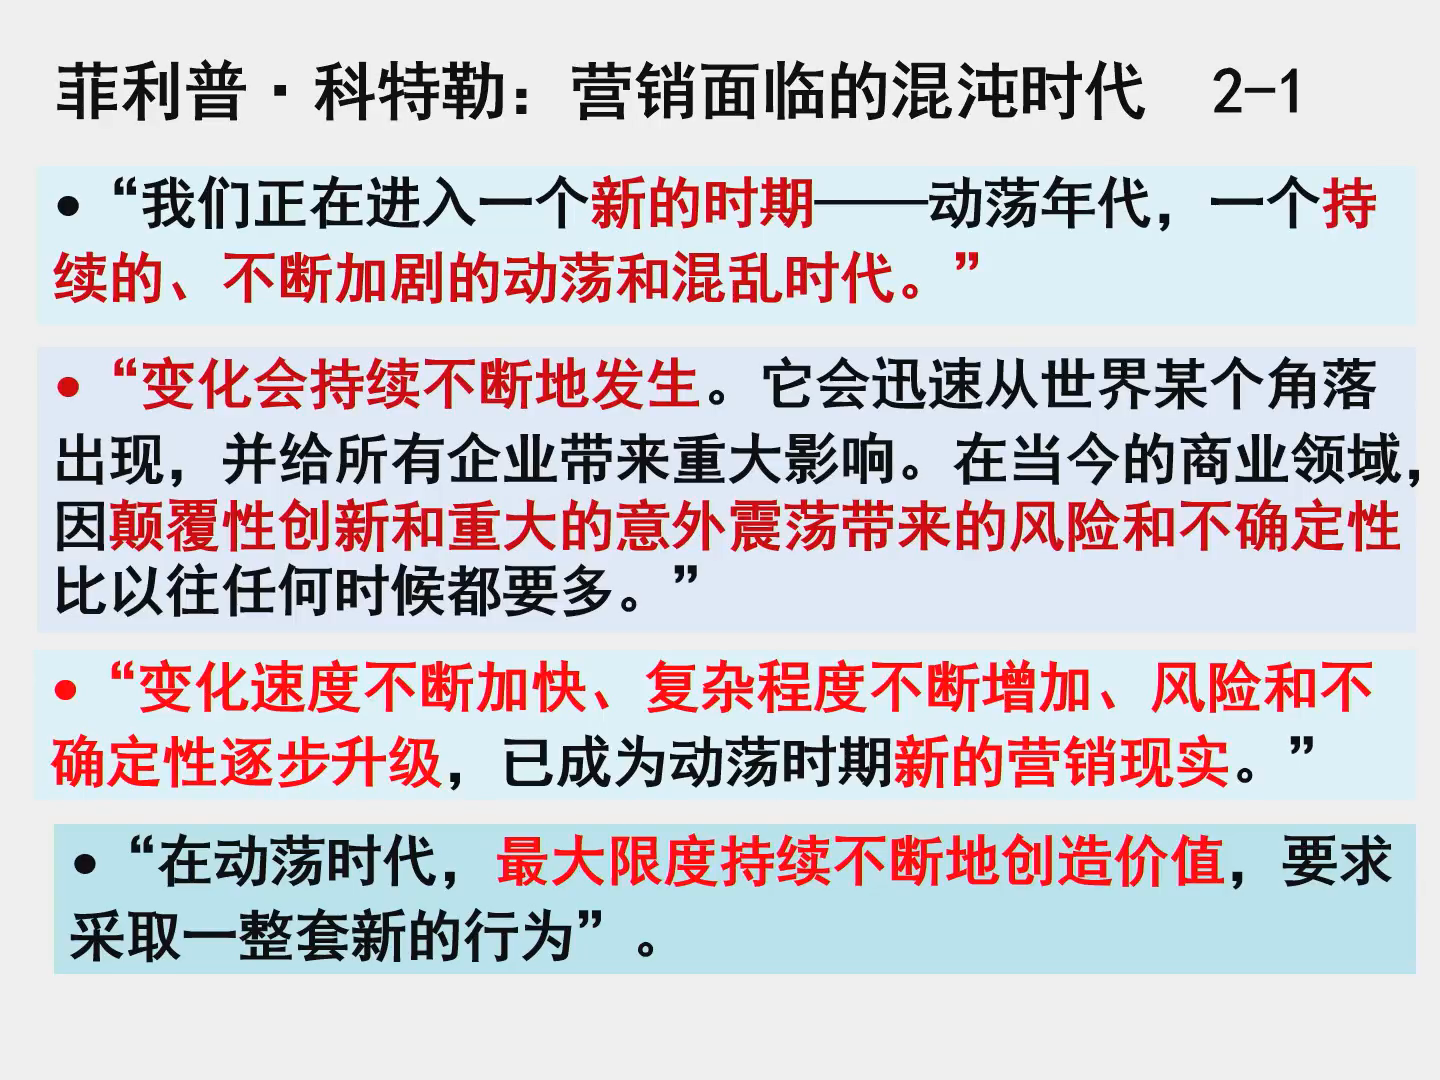 菲利普·科特勒：营销面临的混沌时代 2-1
●“我们正在进入一个新的时期——动荡年代，一个持
续的、不断加剧的动荡和混乱时代。”
●“变化会持续不断地发生。它会迅速从世界某个角落
出现，并给所有企业带来重大影响。在当今的商业领域，
因颠覆性创新和重大的意外震荡带来的风险和不确定性
比以往任何时候都要多。”
●“变化速度不断加快、复杂程度不断增加、风险和不
确定性逐步升级，已成为动荡时期新的营销现实。”
●“在动荡时代，最大限度持续不断地创造价值，要求
采取一整套新的行为”。